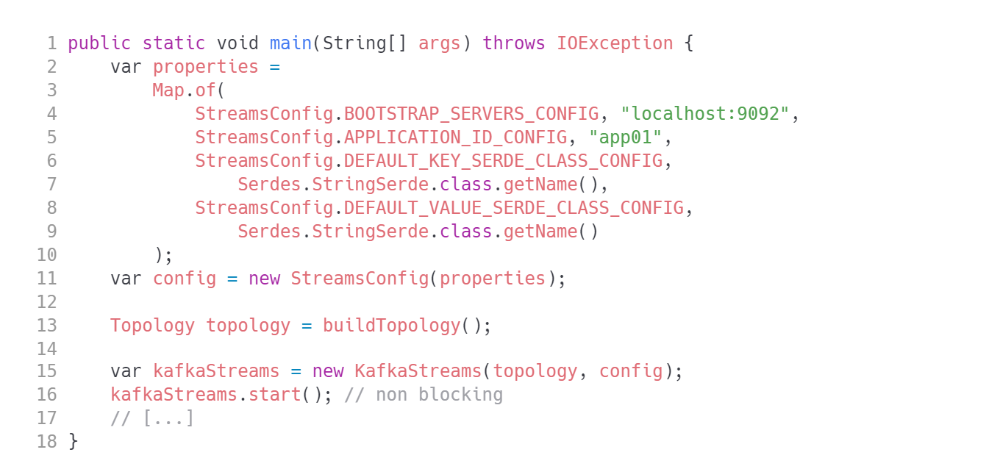 1 public static void main(String[] args) throws IOException {
2     var properties =
3         Map.of(
4             StreamsConfig.BOOTSTRAP_SERVERS_CONFIG, "localhost:9092",
5             StreamsConfig.APPLICATION_ID_CONFIG, "app01",
6             StreamsConfig.DEFAULT_KEY_SERDE_CLASS_CONFIG,
7                 Serdes.StringSerde.class.getName(),
8             StreamsConfig.DEFAULT_VALUE_SERDE_CLASS_CONFIG,
9                 Serdes.StringSerde.class.getName()
10         );
11     var config = new StreamsConfig(properties);
12
13     Topology topology = buildTopology();
14
15     var kafkaStreams = new KafkaStreams(topology, config);
16     kafkaStreams.start(); // non blocking
17     // [...]
18 }